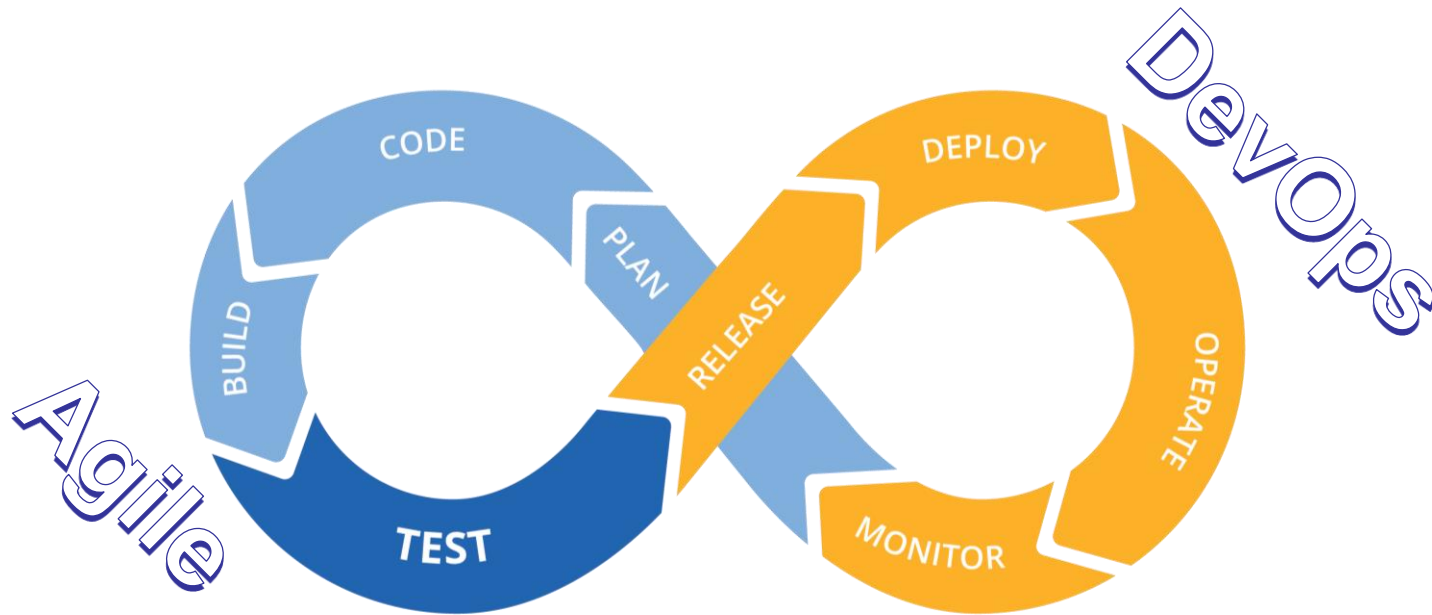 DevOps
CODE
DEPLOY
PLAN
BUILD
RELEASE
OPERATE
Agile
TEST
MONITOR